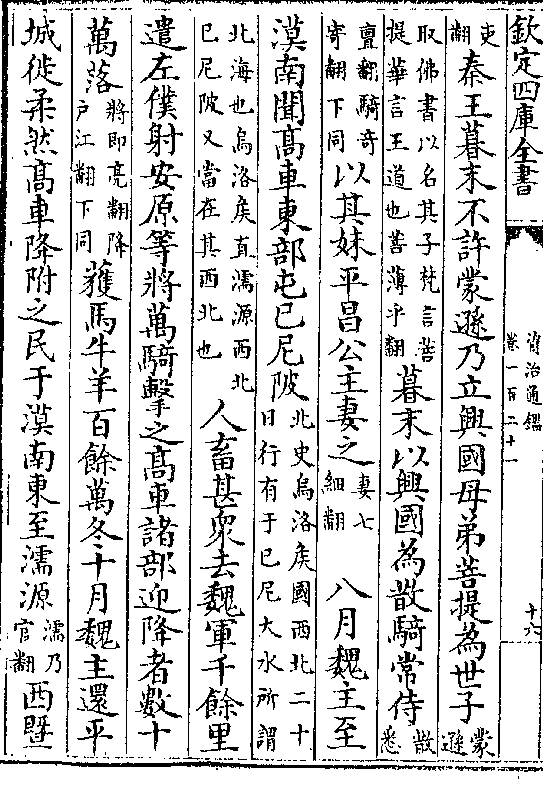 欽定四庫全書
資治通鑑
卷一百二十一
十六
吏翻秦王暮末不許蒙遜乃立興國母弟菩提為世子蒙遜
取佛書以名其子梵言菩提華言王道也菩薄乎翻暮末以興國為散騎常侍散悉
亶翻騎奇寄翻下同以其妹平昌公主妻之妻七細翻八月魏主至
漠南聞髙車東部屯巳尼陂北史烏洛矦國西北二十日行有于巳尼大水所謂
北海也烏洛矦直濡源西北巳尼陂又當在其西北也人畜甚衆去魏軍千餘里
遣左僕射安原等將萬騎擊之髙車諸部迎降者數十
萬落將即亮翻降户江翻下同獲馬牛羊百餘萬冬十月魏主還平
城徙柔然髙車降附之民于漠南東至濡源濡乃官翻西暨